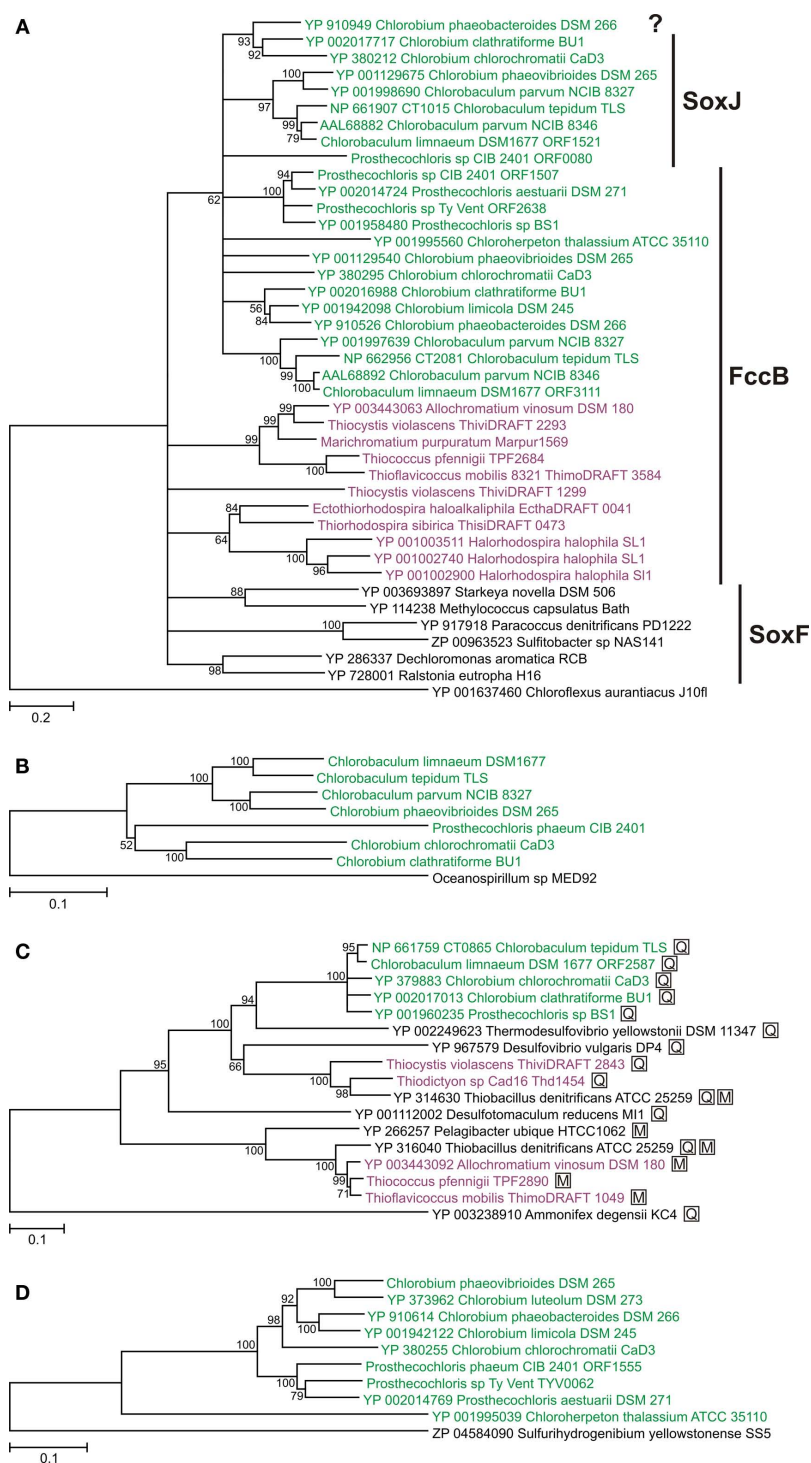 A
?
YP 910949 Chlorobium phaeobacteroides DSM 266
93
YP 002017717 Chlorobium clathratiforme BU1
92
YP 380212 Chlorobium chlorochromatii CaD3
100
YP 001129675 Chlorobium phaeovibrioides DSM 265
97
YP 001998690 Chlorobaculum parvum NCIB 8327
SoxJ
NP 661907 CT1015 Chlorobaculum tepidum TLS
99
AAL68882 Chlorobaculum parvum NCIB 8346
79
Chlorobaculum limnaeum DSM1677 ORF1521
Prosthecochloris sp CIB 2401 ORF0080
94
Prosthecochloris sp CIB 2401 ORF1507
62
100
YP 002014724 Prosthecochloris aestuarii DSM 271
Prosthecochloris sp Ty Vent ORF2638
YP 001958480 Prosthecochloris sp BS1
YP 001995560 Chloroherpeton thalassium ATCC 35110
YP 001129540 Chlorobium phaeovibrioides DSM 265
YP 380295 Chlorobium chlorochromatii CaD3
YP 002016988 Chlorobium clathratiforme BU1
56
YP 001942098 Chlorobium limicola DSM 245
84
YP 910526 Chlorobium phaeobacteroides DSM 266
YP 001997639 Chlorobaculum parvum NCIB 8327
100
NP 662956 CT2081 Chlorobaculum tepidum TLS
99
AAL68892 Chlorobaculum parvum NCIB 8346
FccB
100
Chlorobaculum limnaeum DSM1677 ORF3111
99
YP 003443063 Allochromatium vinosum DSM 180
99
Thiocystis violascens ThiviDRAFT 2293
99
Marichromatium purpuratum Marpur1569
Thiococcus pfennigii TPF2684
100
Thioflavicoccus mobilis 8321 ThimoDRAFT 3584
Thiocystis violascens ThiviDRAFT 1299
84
Ectothiorhodospira haloalkaliphila EcthaDRAFT 0041
64
Thiorhodospira sibirica ThisiDRAFT 0473
YP 001003511 Halorhodospira halophila SL1
100
YP 001002740 Halorhodospira halophila SL1
96
YP 001002900 Halorhodospira halophila Sl1
88
YP 003693897 Starkeya novella DSM 506
YP 114238 Methylococcus capsulatus Bath
100
YP 917918 Paracoccus denitrificans PD1222
SoxF
ZP 00963523 Sulfitobacter sp NAS141
YP 286337 Dechloromonas aromatica RCB
98
YP 728001 Ralstonia eutropha H16
YP 001637460 Chloroflexus aurantiacus J10fl
0.2
B
100
Chlorobaculum limnaeum DSM1677
100
Chlorobaculum tepidum TLS
Chlorobaculum parvum NCIB 8327
100
Chlorobium phaeovibrioides DSM 265
Prosthecochloris phaeum CIB 2401
52
Chlorobium chlorochromatii CaD3
100
Chlorobium clathratiforme BU1
Oceanospirillum sp MED92
0.1
C
95
NP 661759 CT0865 Chlorobaculum tepidum TLS Q
Chlorobaculum limnaeum DSM 1677 ORF2587 Q
100
YP 379883 Chlorobium chlorochromatii CaD3 Q
94
YP 002017013 Chlorobium clathratiforme BU1 Q
YP 001960235 Prosthecochloris sp BS1 Q
100
YP 002249623 Thermodesulfovibrio yellowstonii DSM 11347 Q
YP 967579 Desulfovibrio vulgaris DP4 Q
66
Thiocystis violascens ThiviDRAFT 2843 Q
95
100
Thiodictyon sp Cad16 Thd1454 Q
98
YP 314630 Thiobacillus denitrificans ATCC 25259 Q M
YP 001112002 Desulfotomaculum reducens MI1 Q
YP 266257 Pelagibacter ubique HTCC1062 M
YP 316040 Thiobacillus denitrificans ATCC 25259 Q M
100
YP 003443092 Allochromatium vinosum DSM 180 M
99
Thiococcus pfennigii TPF2890 M
71
Thioflavicoccus mobilis ThimoDRAFT 1049 M
YP 003238910 Ammonifex degensii KC4 Q
0.1
D
100
Chlorobium phaeovibrioides DSM 265
92
YP 373962 Chlorobium luteolum DSM 273
98
YP 910614 Chlorobium phaeobacteroides DSM 266
100
YP 001942122 Chlorobium limicola DSM 245
100
YP 380255 Chlorobium chlorochromatii CaD3
Prosthecochloris phaeum CIB 2401 ORF1555
100
Prosthecochloris sp Ty Vent TYV0062
79
YP 002014769 Prosthecochloris aestuarii DSM 271
YP 001995039 Chloroherpeton thalassium ATCC 35110
ZP 04584090 Sulfurihydrogenibium yellowstonense SS5
0.1